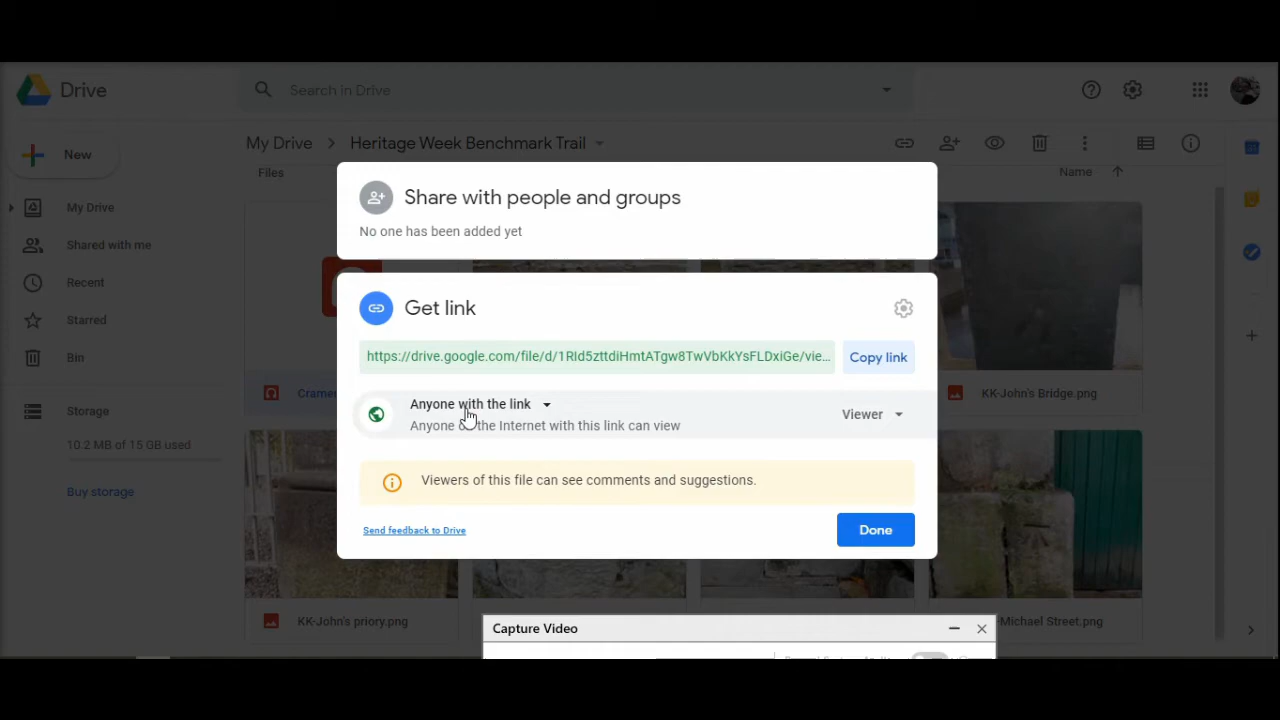 Drive
Search in Drive
New
My Drive
Heritage Week Benchmark Trail
Files
Name
My Drive
Shared with me
Recent
Starred
Bin
Storage
10.2 MB of 15 GB used
Buy storage
Share with people and groups
No one has been added yet
Get link
https://drive.google.com/file/d/1RId5zttdiHmtATgw8TwVbKkYsFLDxiGe/vie...
Copy link
Anyone with the link
Anyone on the Internet with this link can view
Viewer
Viewers of this file can see comments and suggestions.
Send feedback to Drive
Done
KK-John's Bridge.png
KK-John's priory.png
Michael Street.png
Capture Video